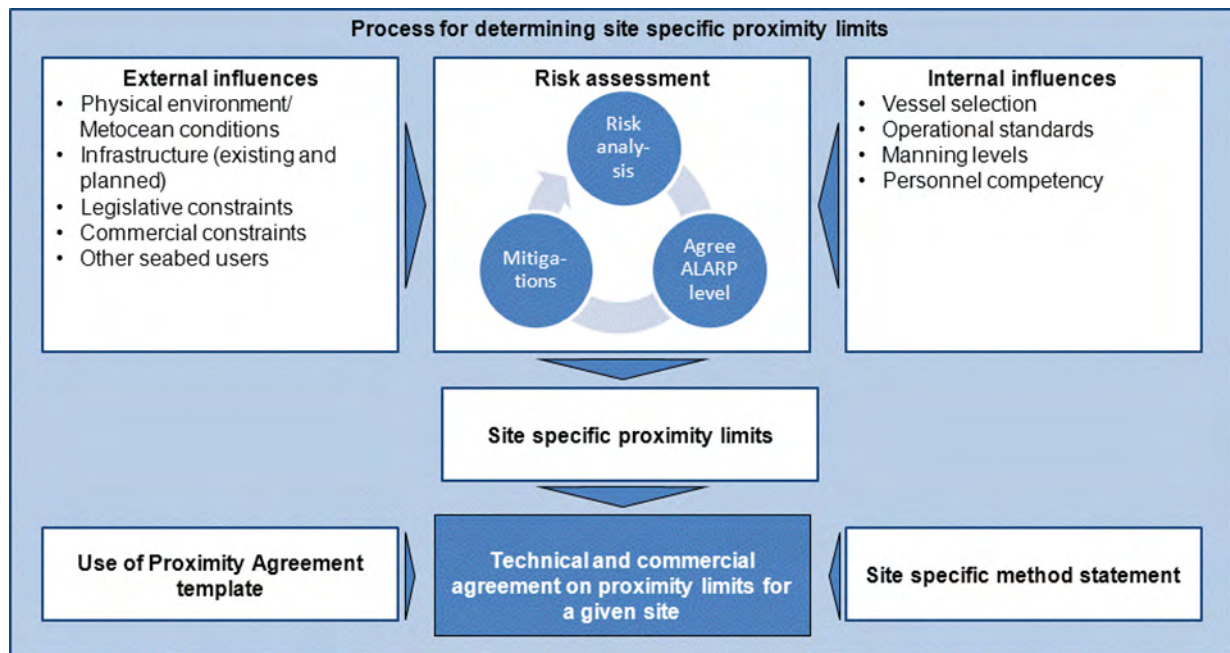 Process for determining site specific proximity limits
External influences
• Physical environment/
Metocean conditions
• Infrastructure (existing and
planned)
• Legislative constraints
• Commercial constraints
• Other seabed users
Risk assessment
Risk
analy-
sis
Mitiga-
tions
Agree
ALARP
level
Internal influences
• Vessel selection
• Operational standards
• Manning levels
• Personnel competency
Site specific proximity limits
Use of Proximity Agreement
template
Technical and commercial
agreement on proximity limits for
a given site
Site specific method statement